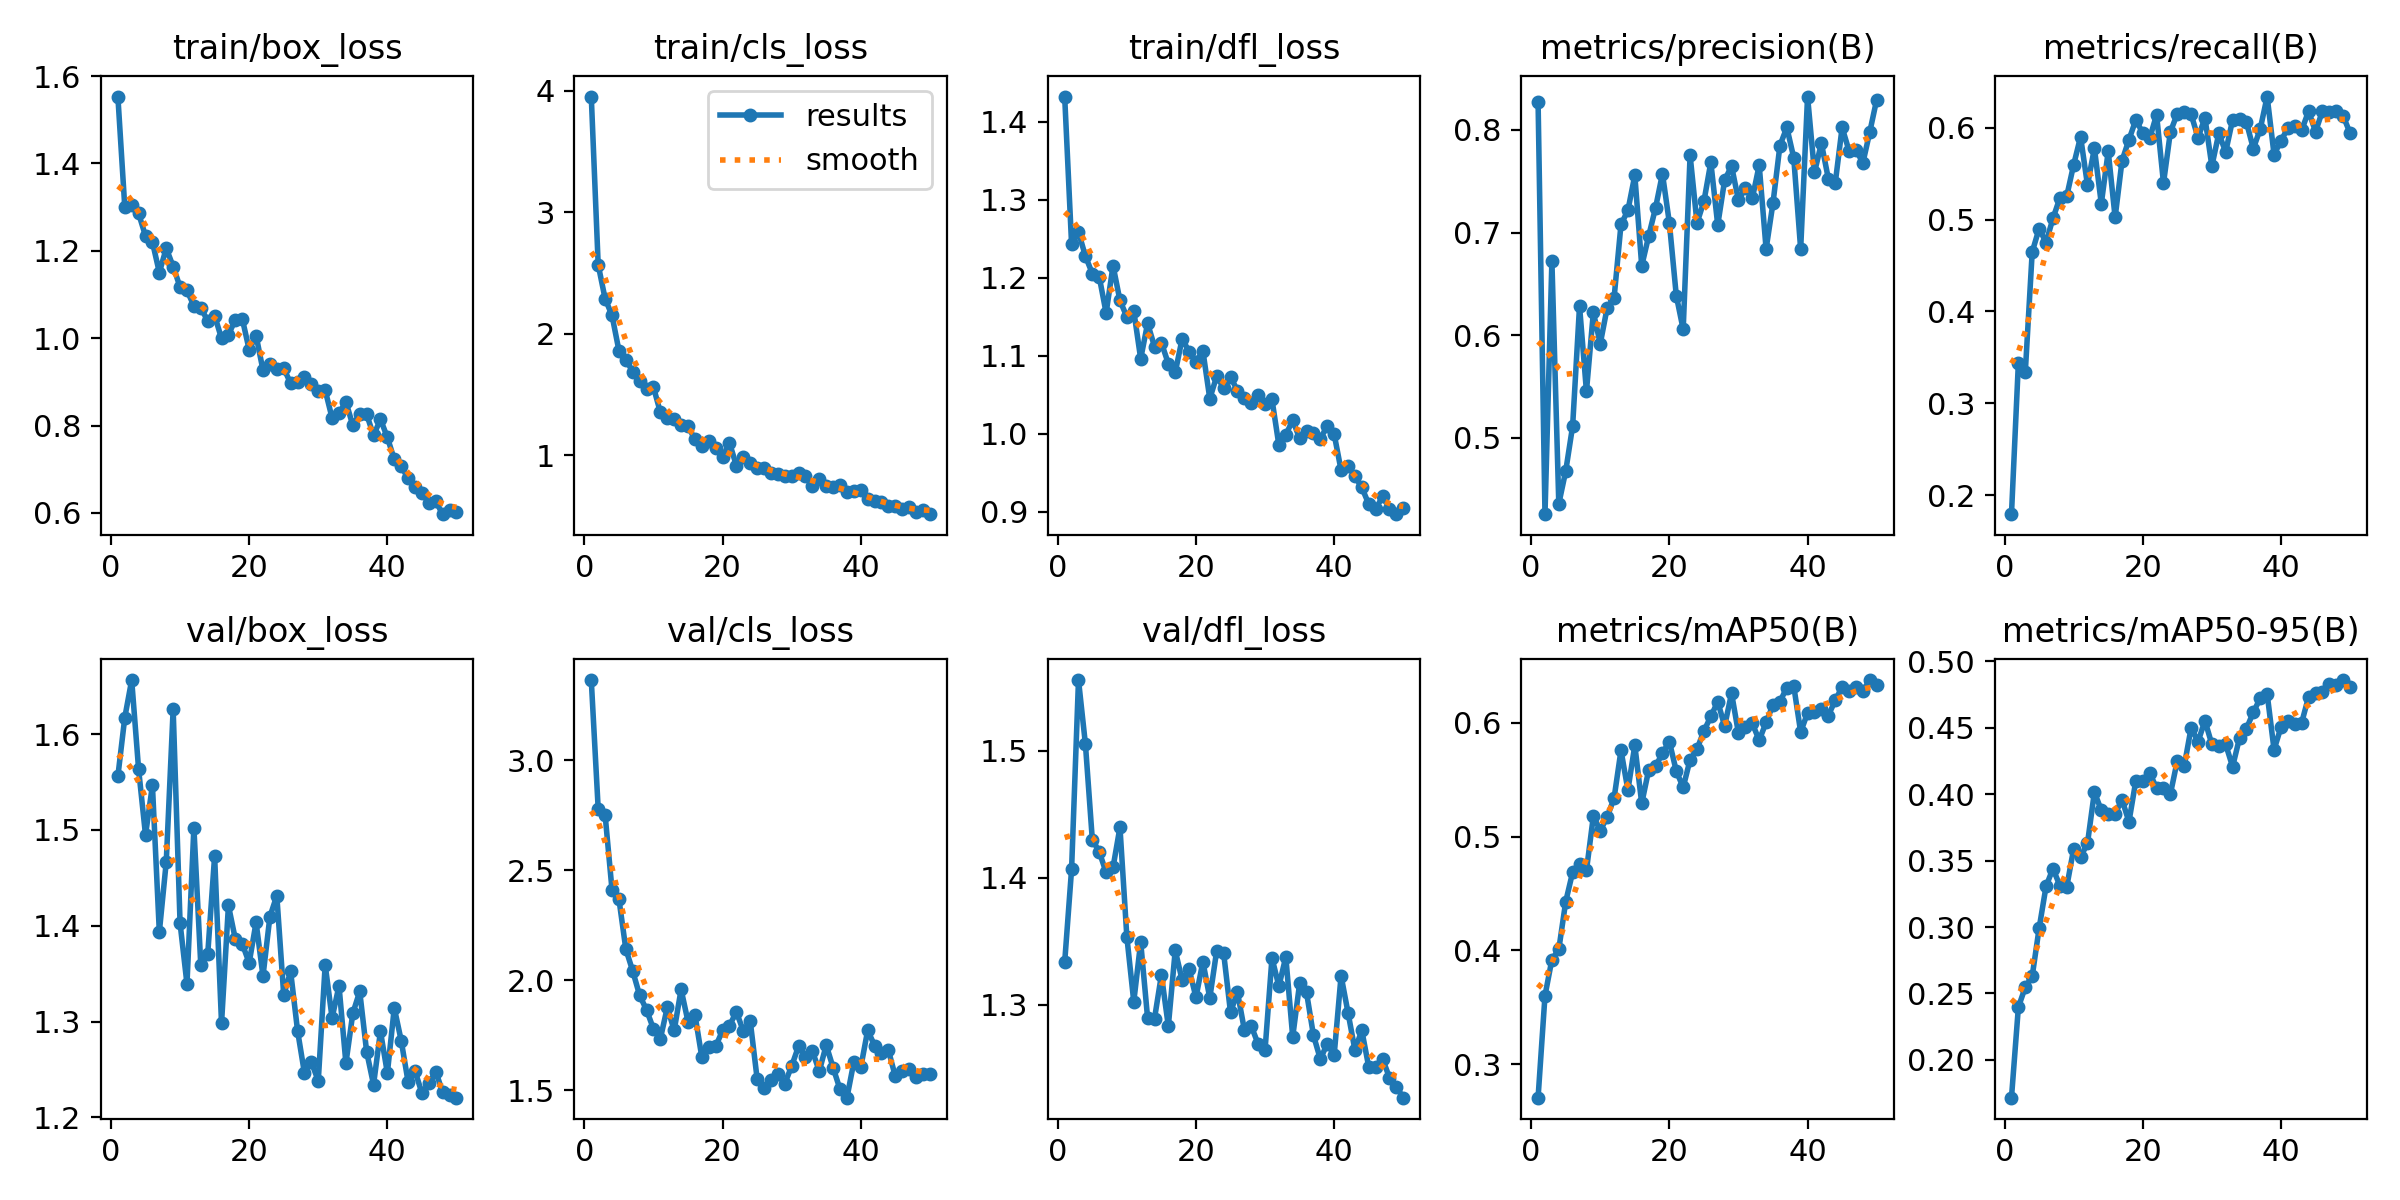 train/box_loss
1.6
1.4
1.2
1.0
0.8
0.6
0 20 40
train/cls_loss
4
3
2
1
0 20 40
results
smooth
train/dfl_loss
1.4
1.3
1.2
1.1
1.0
0.9
0 20 40
metrics/precision(B)
0.8
0.7
0.6
0.5
0 20 40
metrics/recall(B)
0.6
0.5
0.4
0.3
0.2
0 20 40
val/box_loss
1.6
1.5
1.4
1.3
1.2
0 20 40
val/cls_loss
3.0
2.5
2.0
1.5
0 20 40
val/dfl_loss
1.5
1.4
1.3
0 20 40
metrics/mAP50(B)
0.6
0.5
0.4
0.3
0 20 40
metrics/mAP50-95(B)
0.50
0.45
0.40
0.35
0.30
0.25
0.20
0 20 40